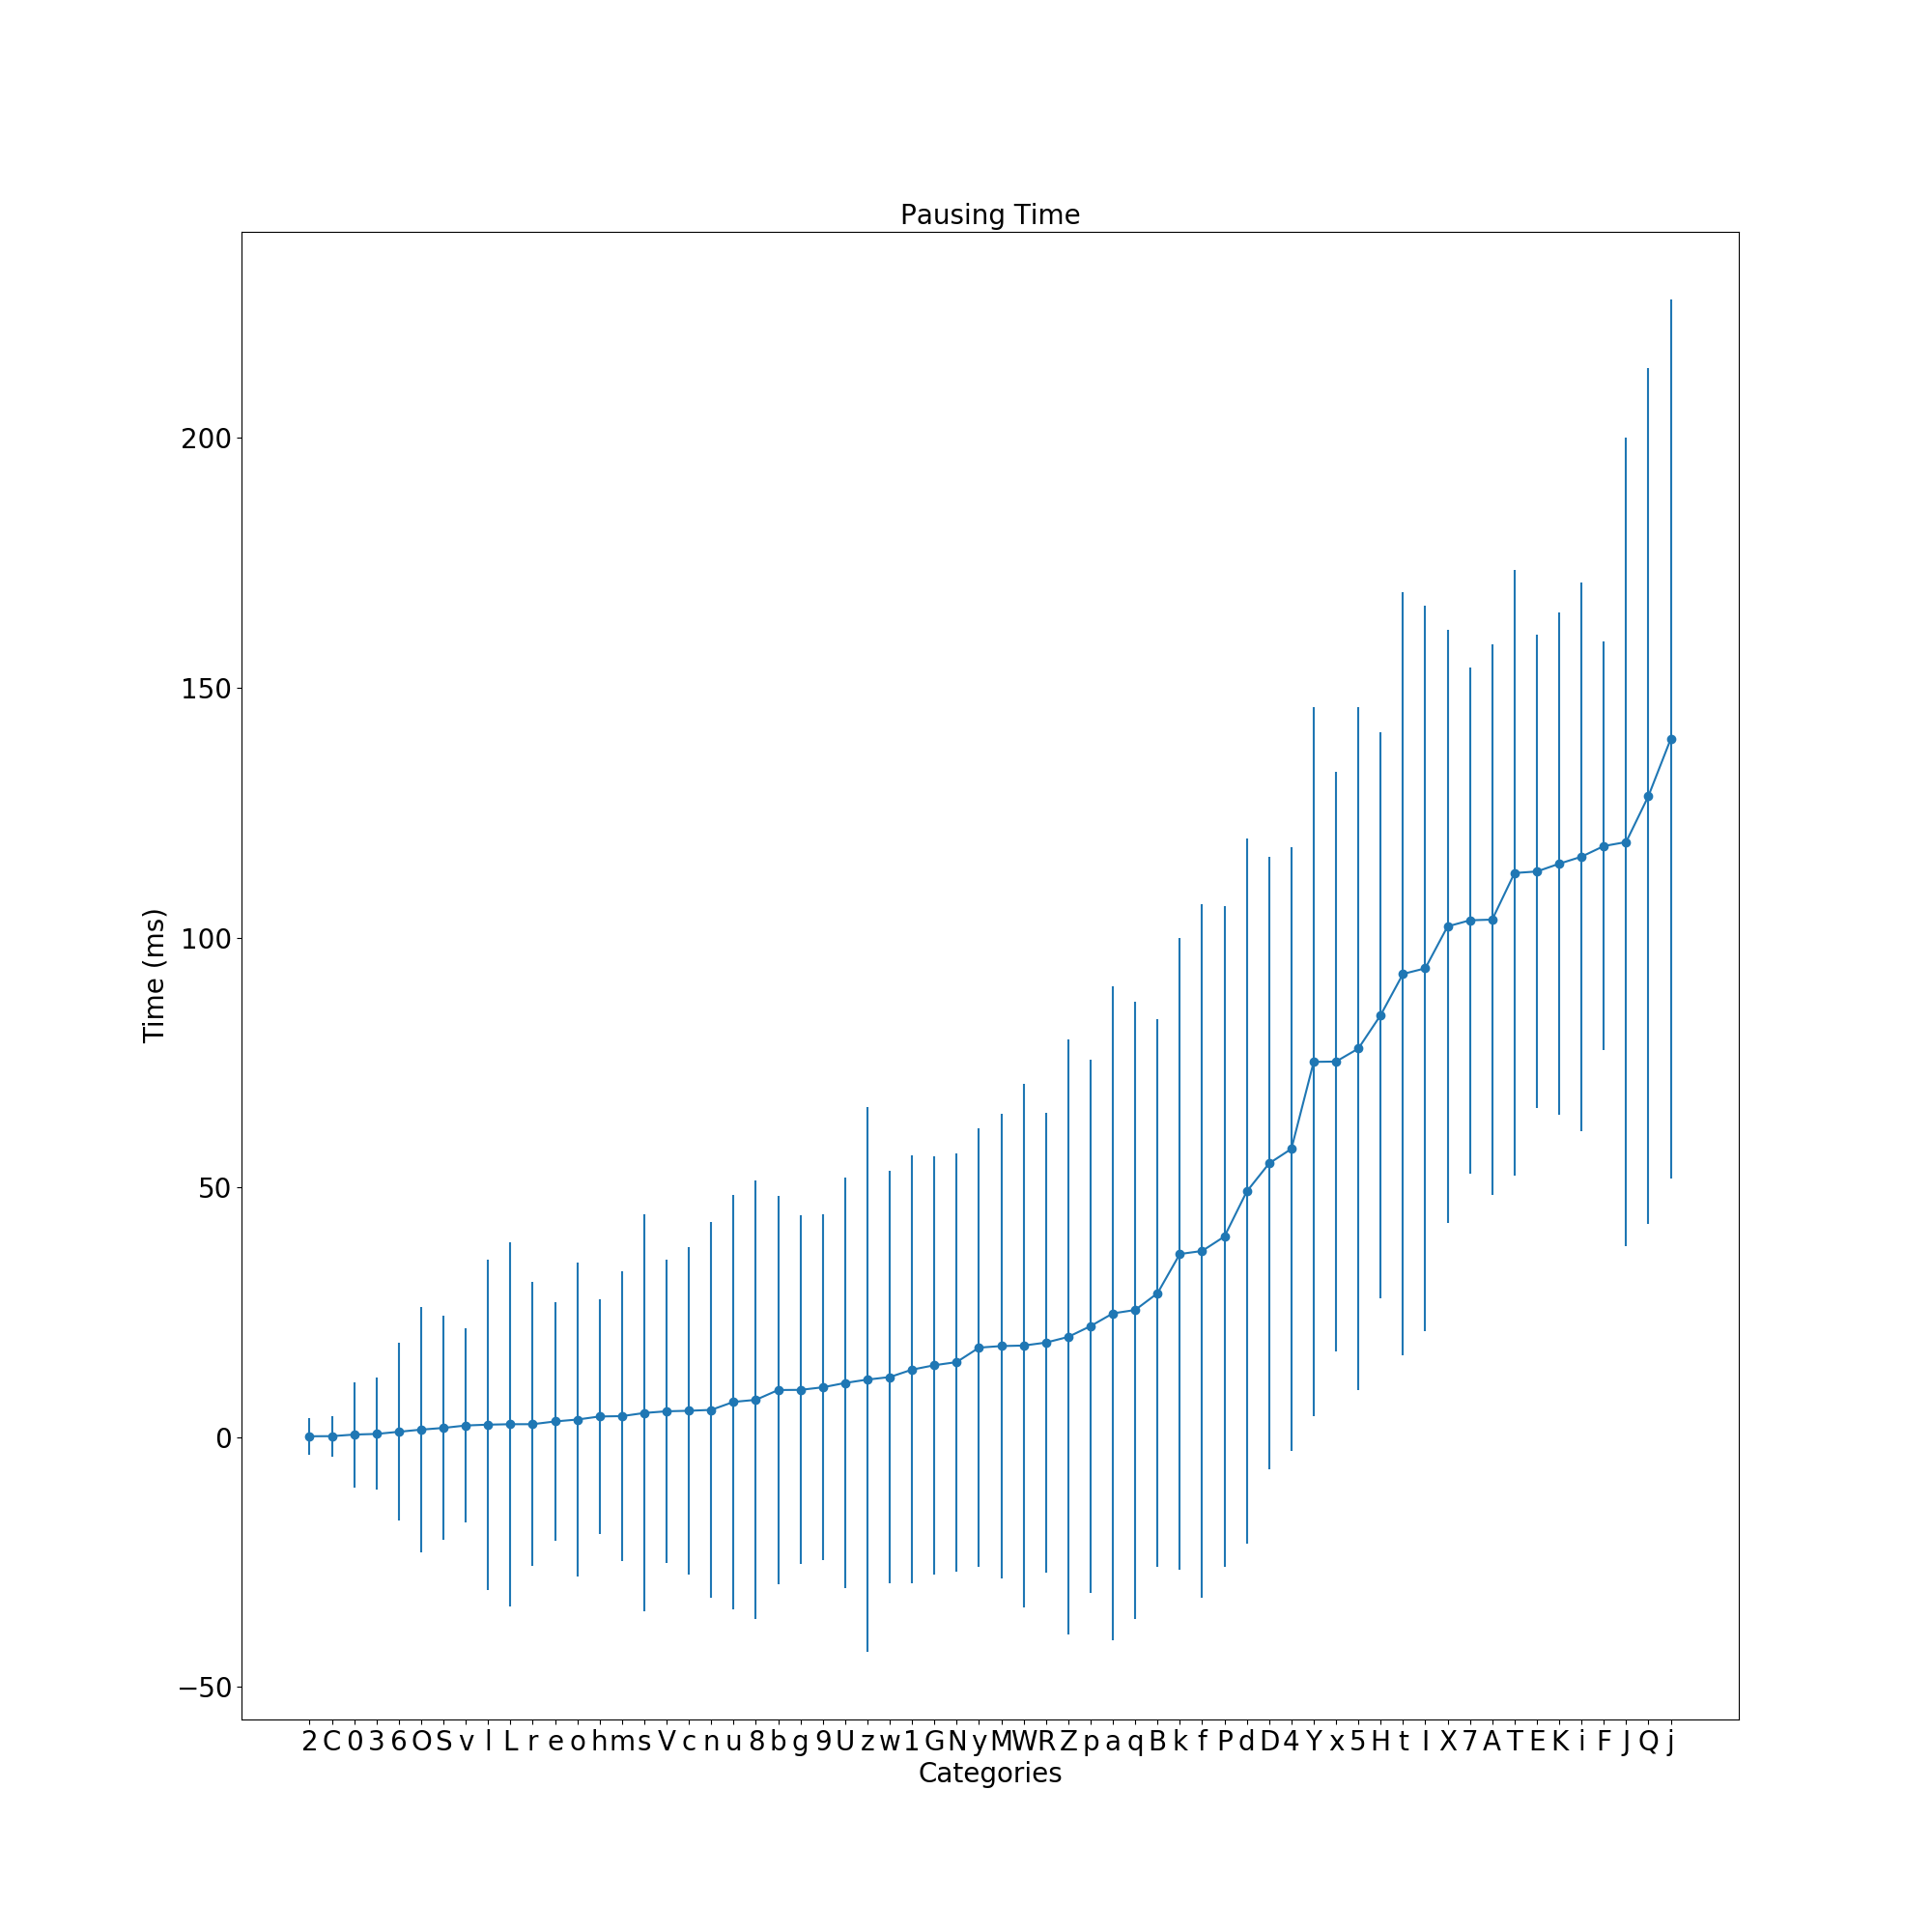 Pausing Time
Time (ms)
200
150
100
50
0
−50
2 C 0 3 6 O S v l L r e o h m s V c n u 8 b g 9 U z w 1 G N y M W R Z p a q B k f P d D 4 Y x 5 H t I X 7 A T E K i F J Q j
Categories